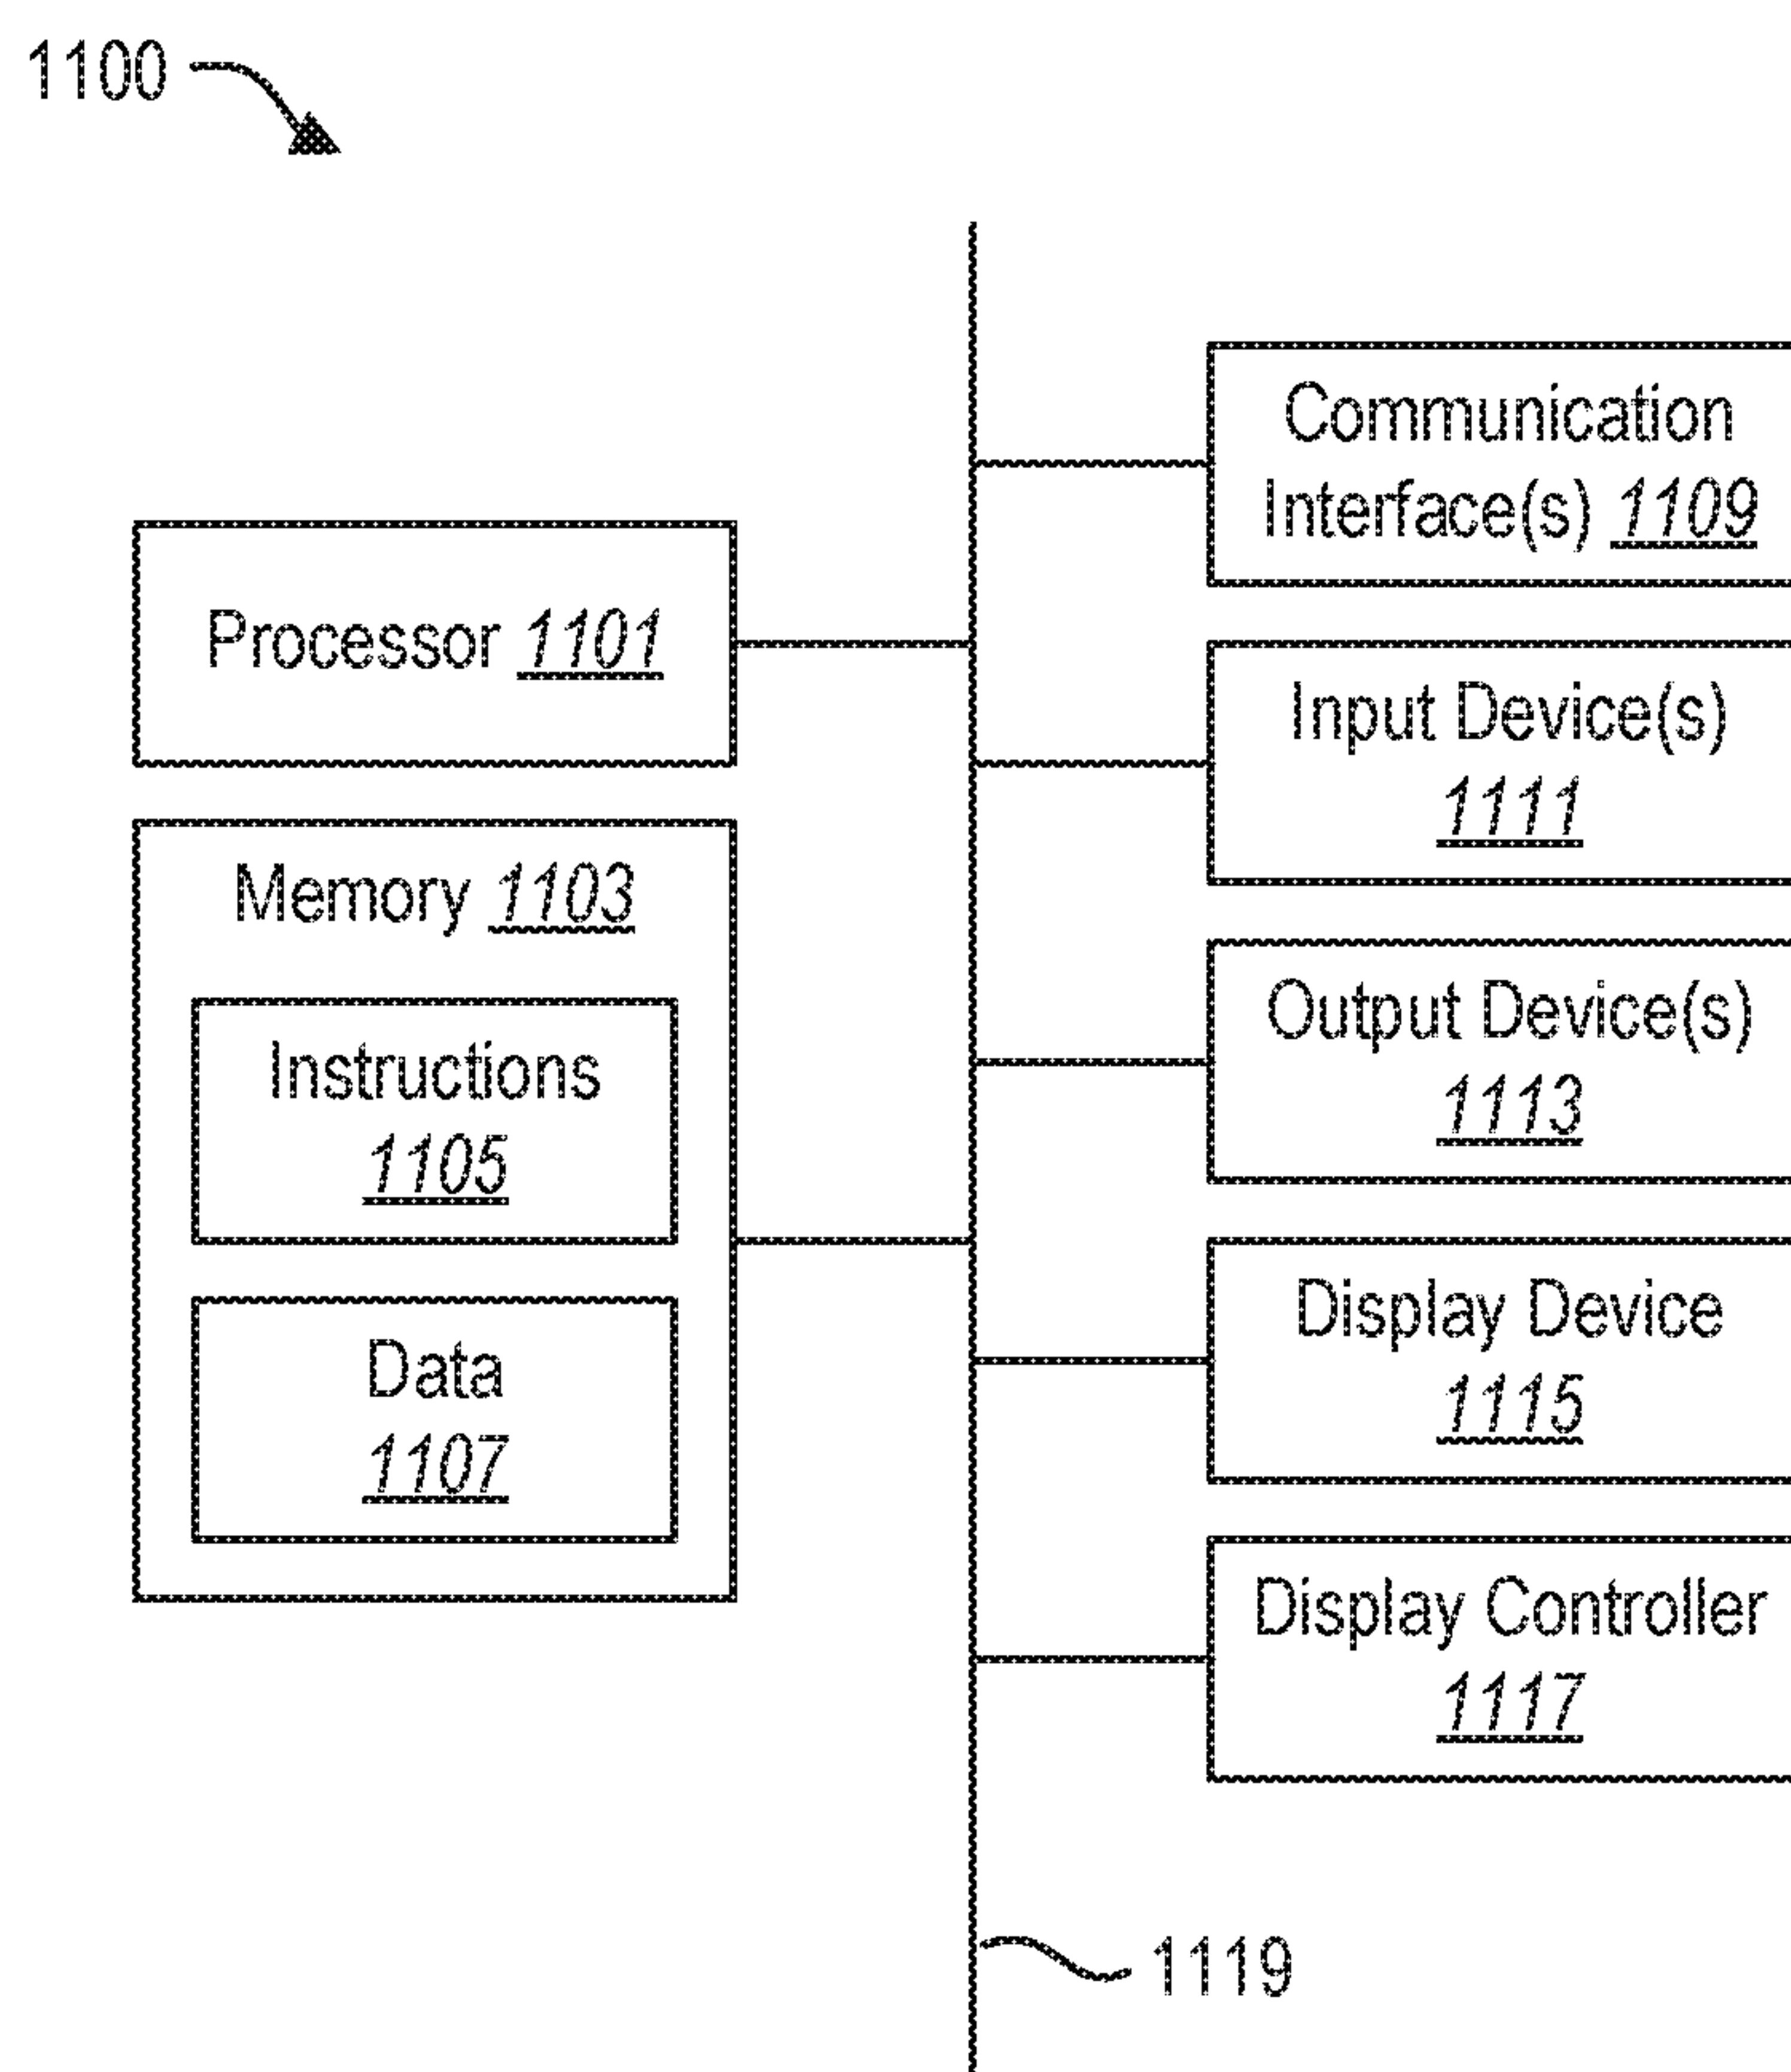 1100
Communication
Interface(s) 1109
Processor 1101
Input Device(s)
1111
Memory 1103
Instructions
1105
Data
1107
Output Device(s)
1113
Display Device
1115
Display Controller
1117
1119